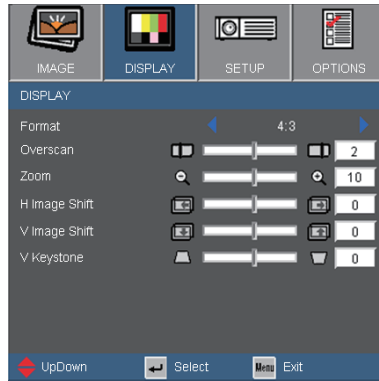 IMAGE DISPLAY SETUP OPTIONS
DISPLAY
Format 4:3
Overscan 2
Zoom 10
H Image Shift 0
V Image Shift 0
V Keystone 0
UpDown Select Menu Exit